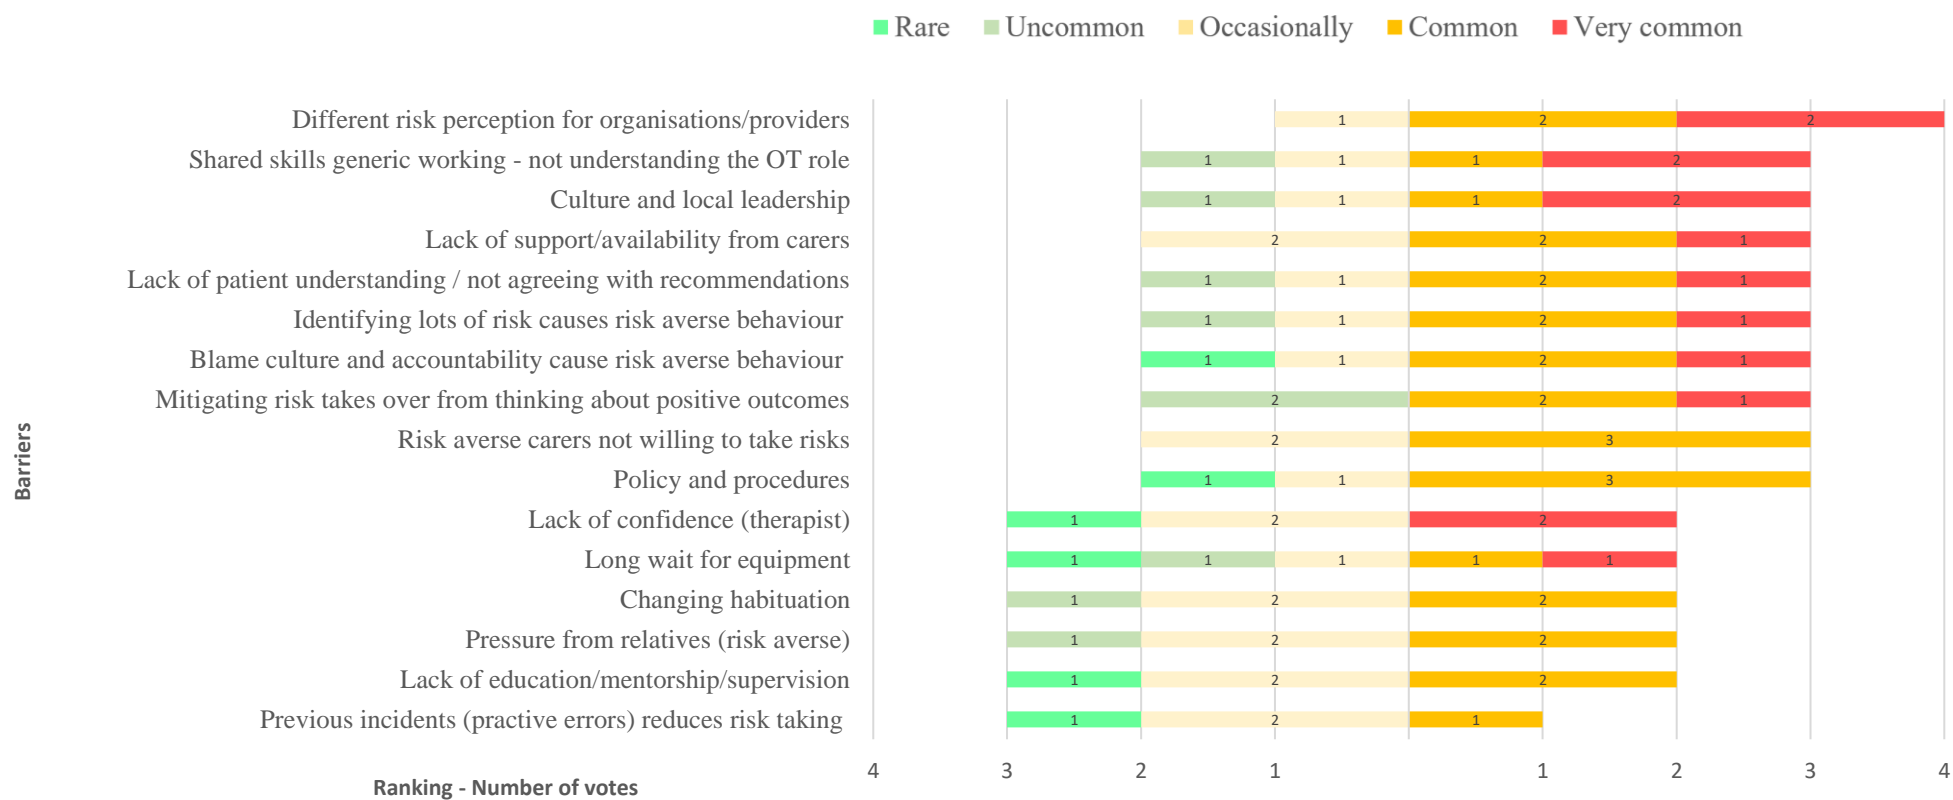 Rare Uncommon Occasionally Common Very common
Different risk perception for organisations/providers 1 2 2
Shared skills generic working - not understanding the OT role 1 1 1 2
Culture and local leadership 1 1 1 2
Lack of support/availability from carers 2 2 1
Lack of patient understanding / not agreeing with recommendations 1 1 2 1
Identifying lots of risk causes risk averse behaviour 1 1 2 1
Blame culture and accountability cause risk averse behaviour 1 1 2 1
Mitigating risk takes over from thinking about positive outcomes 2 2 1
Risk averse carers not willing to take risks 2 3
Policy and procedures 1 1 3
Lack of confidence (therapist) 1 2 2
Long wait for equipment 1 1 1 1 1
Changing habituation 1 2 2
Pressure from relatives (risk averse) 1 2 2
Lack of education/mentorship/supervision 1 2 2
Previous incidents (practive errors) reduces risk taking 1 2 1
Barriers
4 3 2 1 1 2 3 4
Ranking - Number of votes